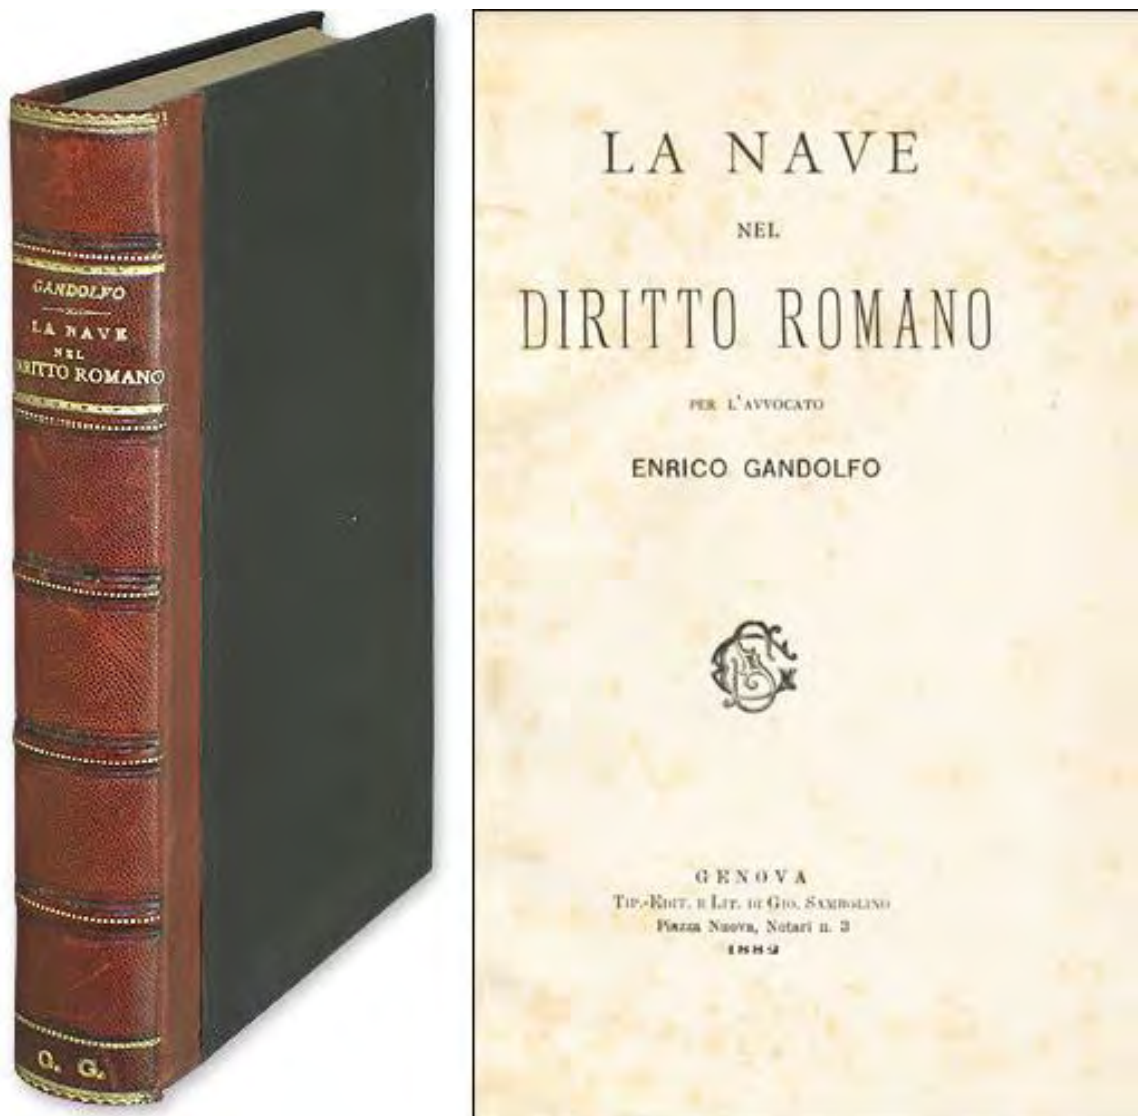 GANDOLFO
LA NAVE
NEL
DIRITTO ROMANO
G. G.
LA NAVE
NEL
DIRITTO ROMANO
PER L'AVVOCATO
ENRICO GANDOLFO
GENOVA
TIP.-EDIT. E LIT. DI GIO. SAMBOLINO
Piazza Nuova, Notari n. 3
1882